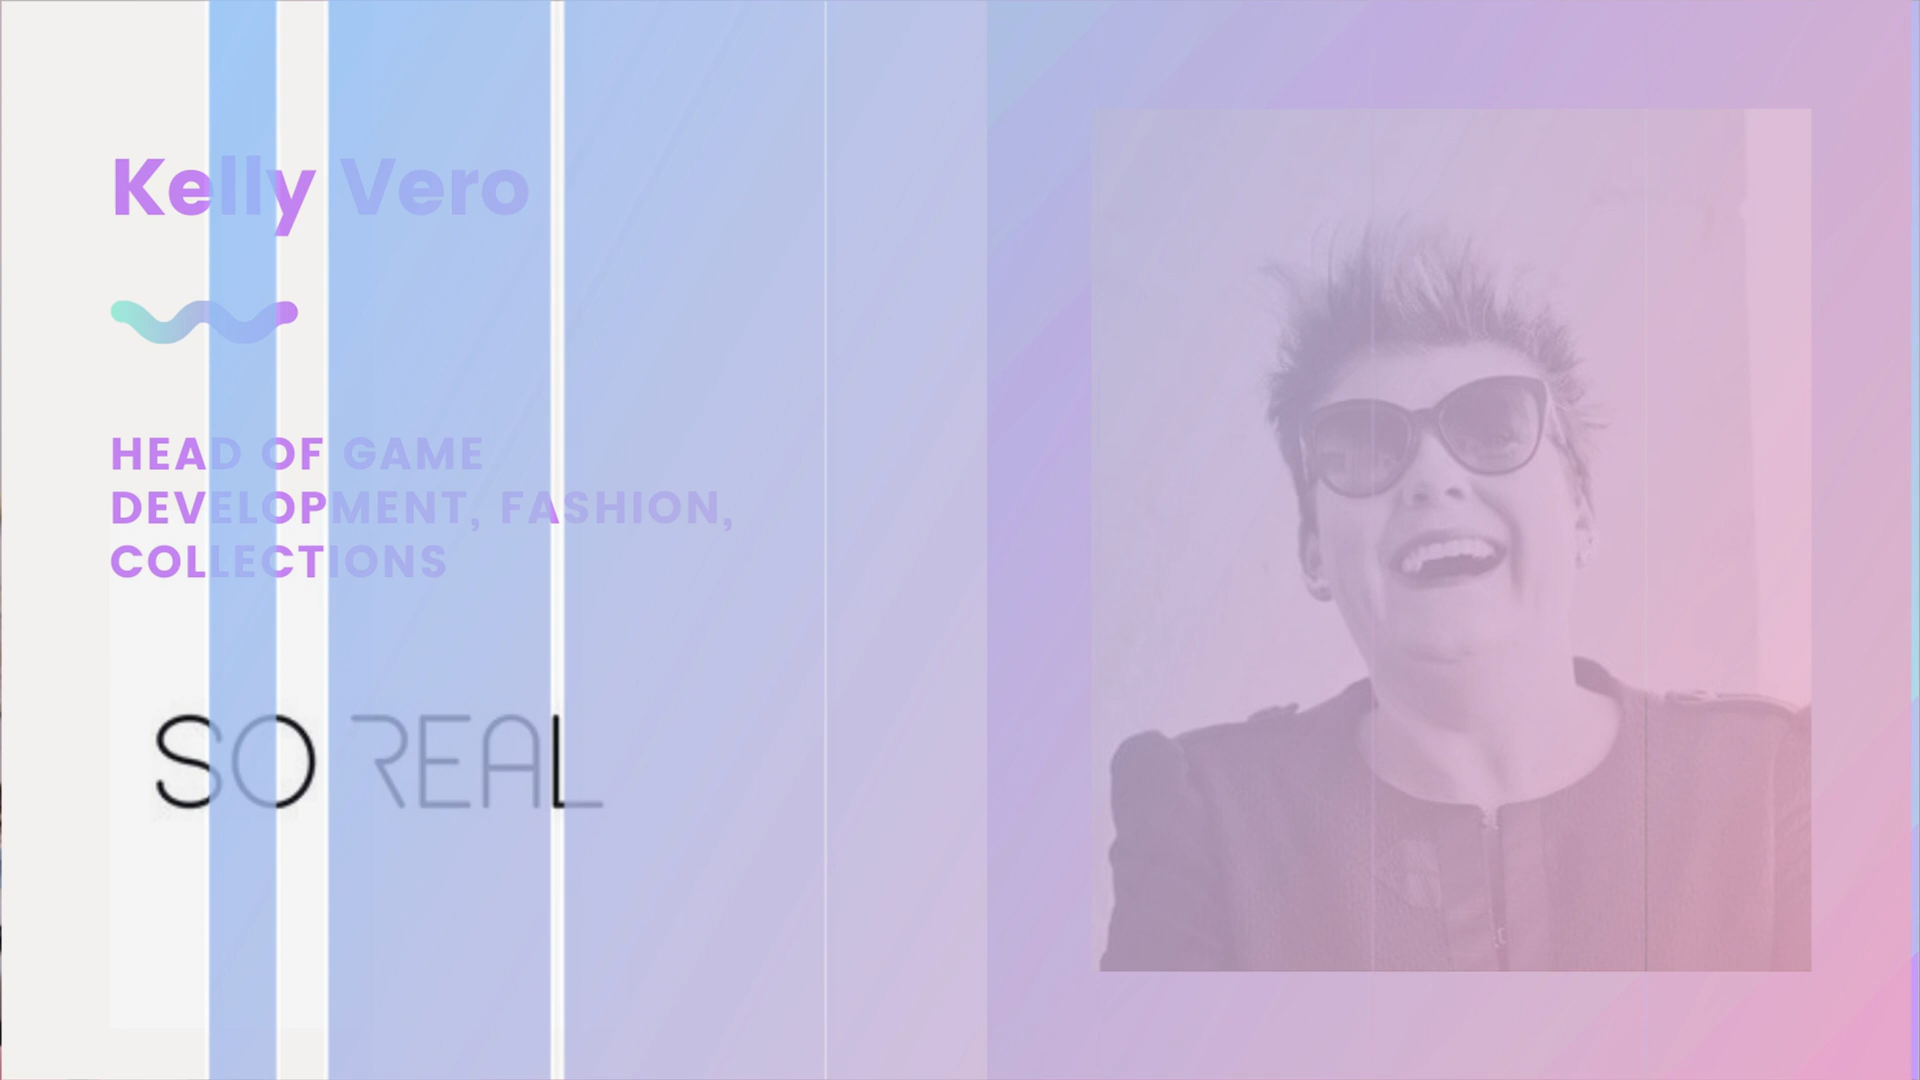 Kelly Vero
HEAD OF GAME
DEVELOPMENT, FASHION,
COLLECTIONS
SO REAL